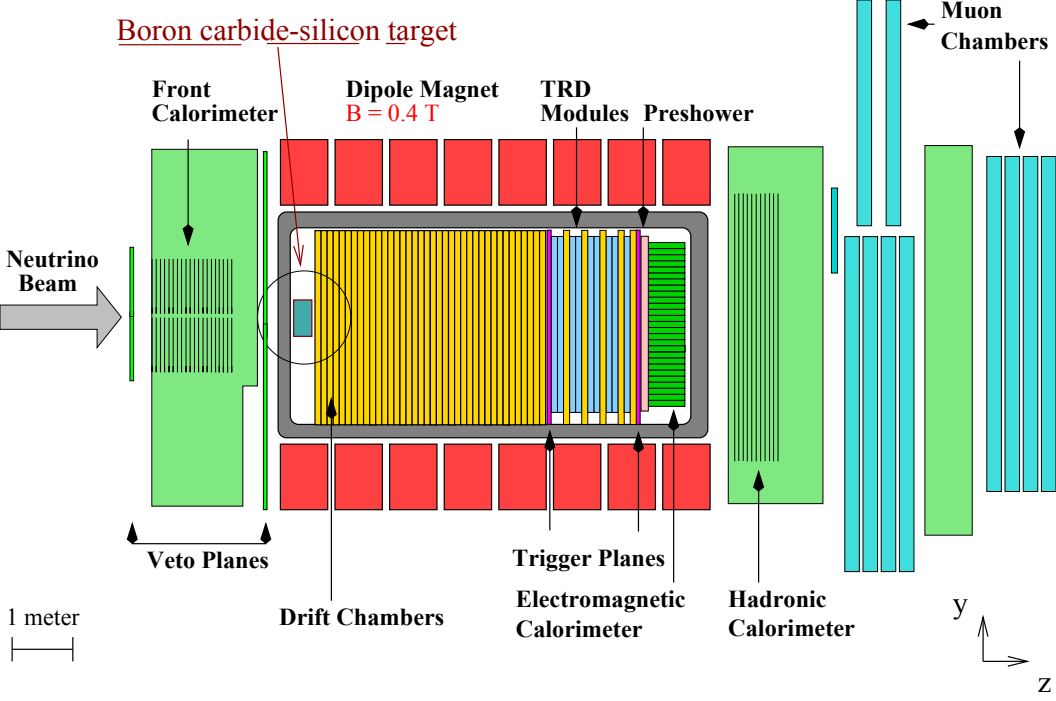 Boron carbide-silicon target
Muon
Chambers
Front
Calorimeter
Dipole Magnet
B = 0.4 T
TRD
Modules
Preshower
Neutrino
Beam
Veto Planes
Trigger Planes
Drift Chambers
Electromagnetic
Calorimeter
Hadronic
Calorimeter
1 meter
y
z